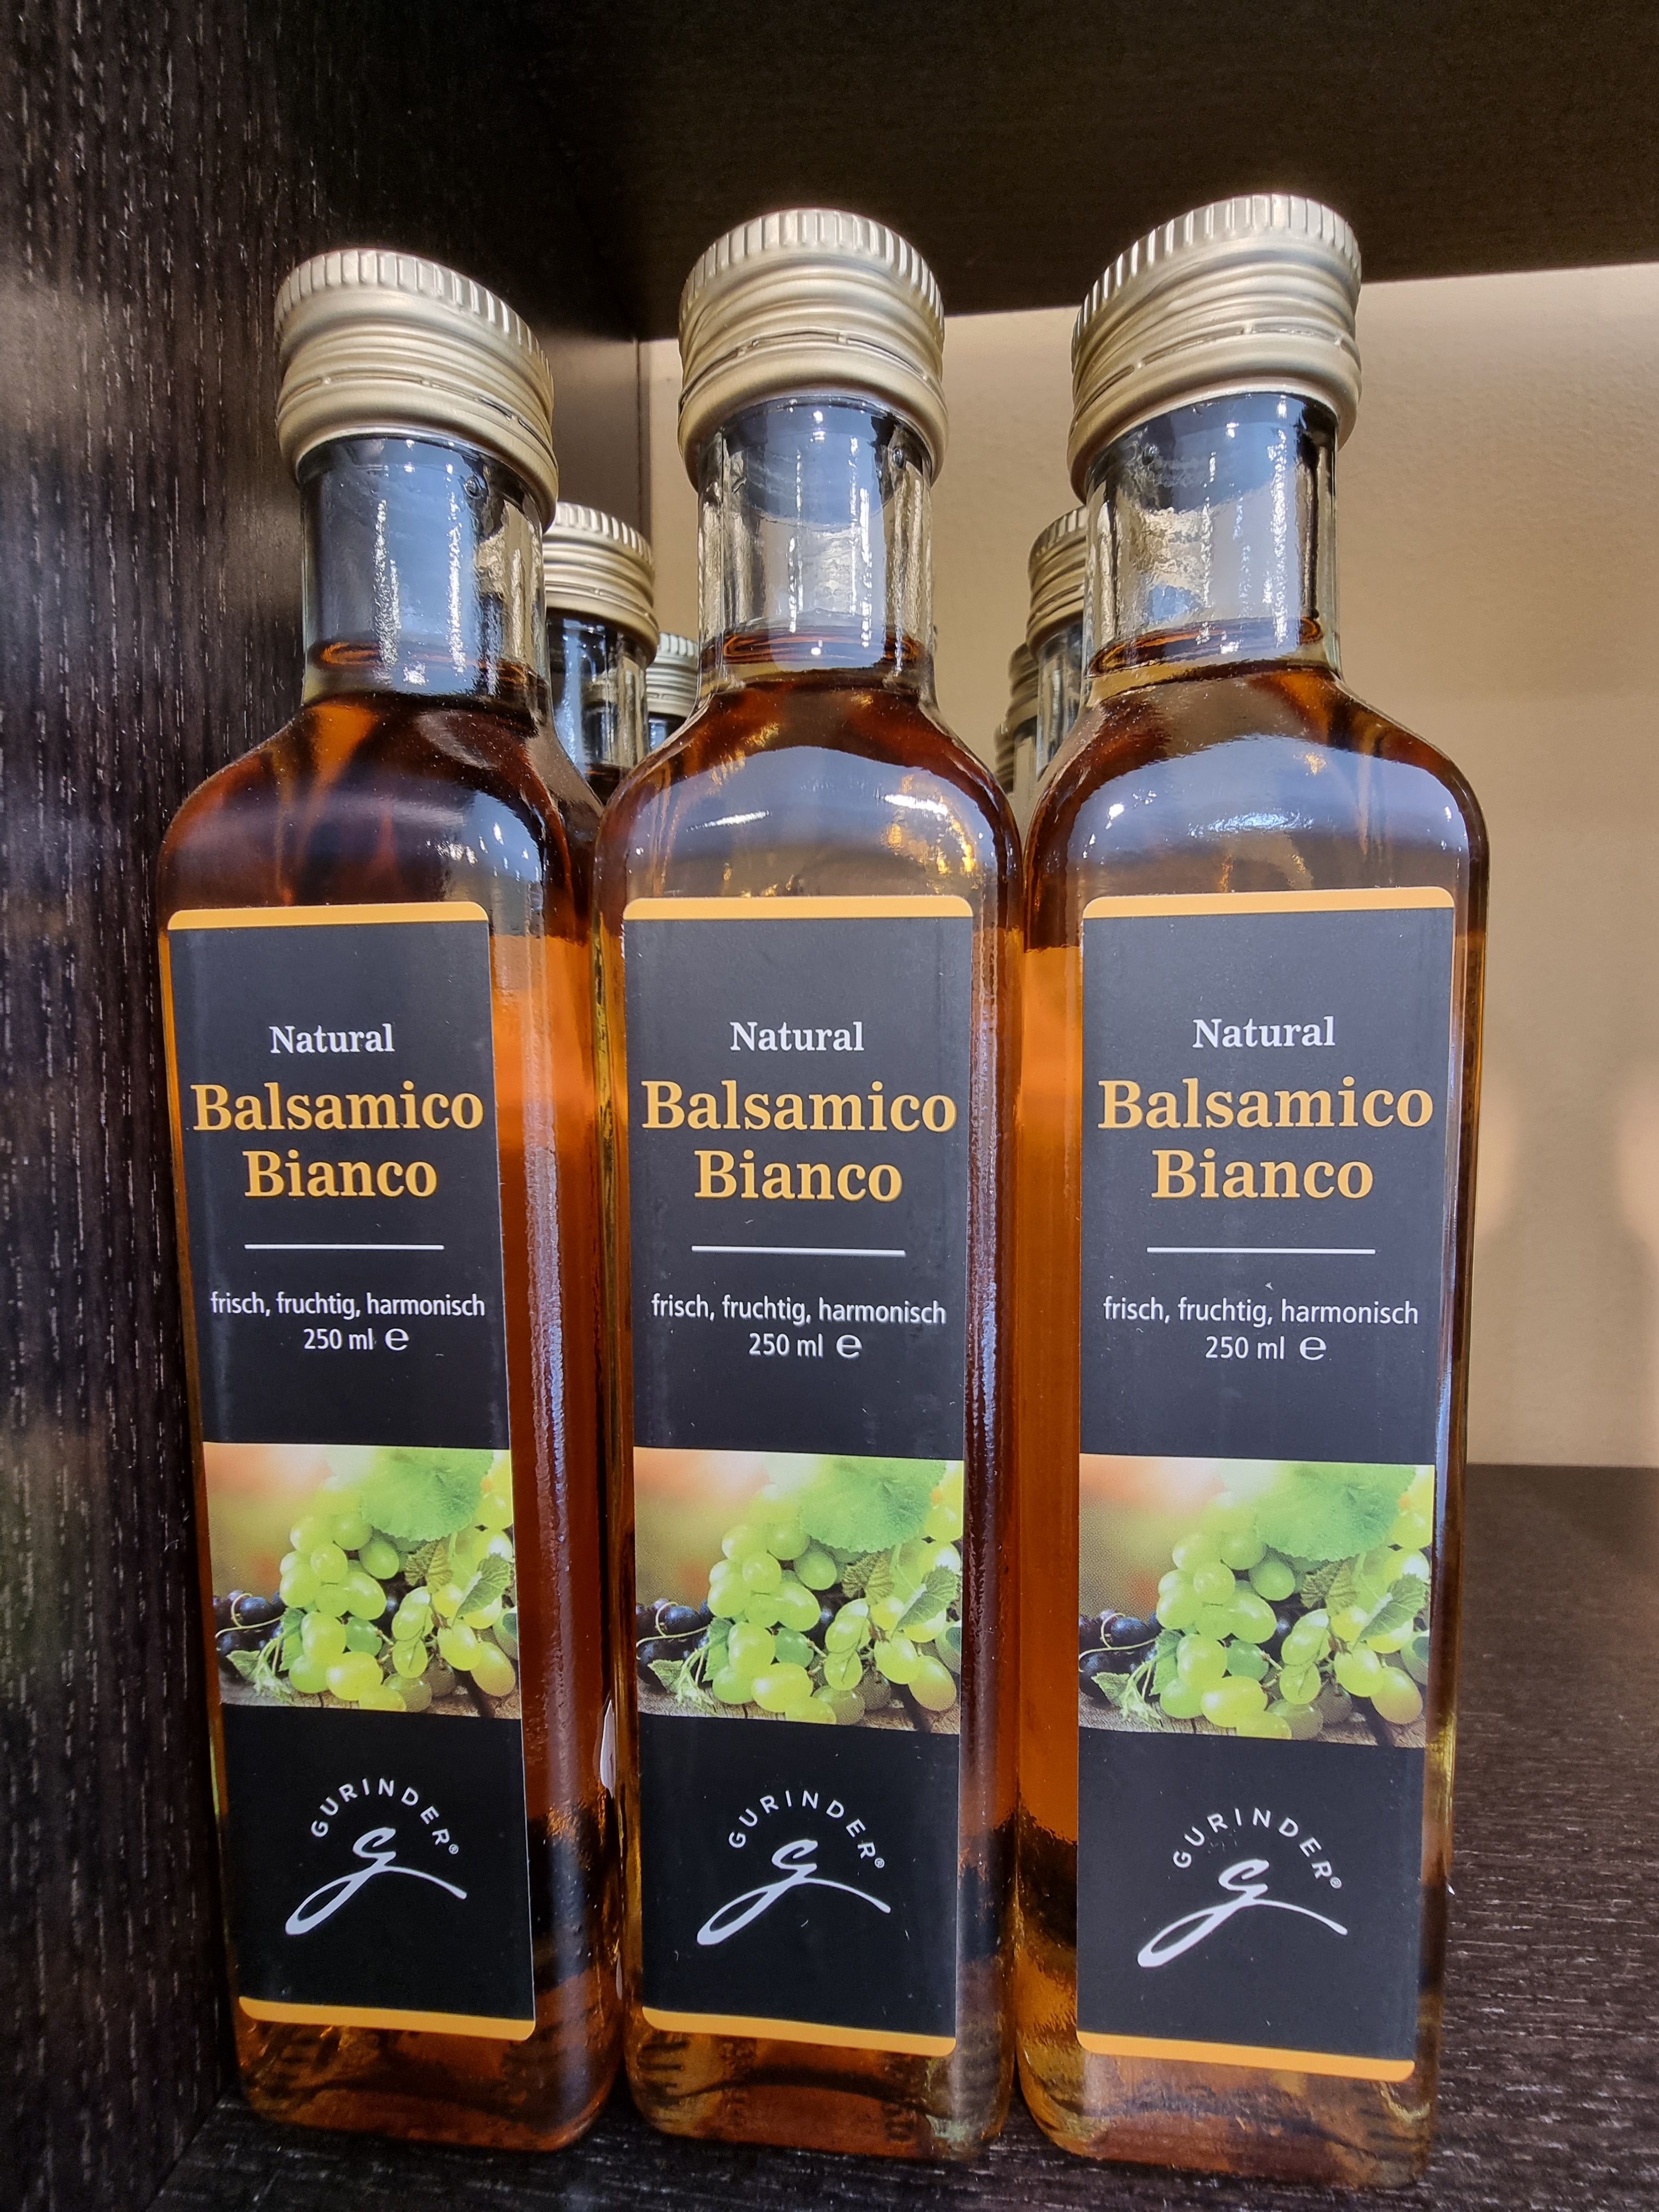 Natural
Balsamico
Bianco
frisch, fruchtig, harmonisch
250 ml ℮
GURINDER®
g
Natural
Balsamico
Bianco
frisch, fruchtig, harmonisch
250 ml ℮
GURINDER®
g
Natural
Balsamico
Bianco
frisch, fruchtig, harmonisch
250 ml ℮
GURINDER®
g